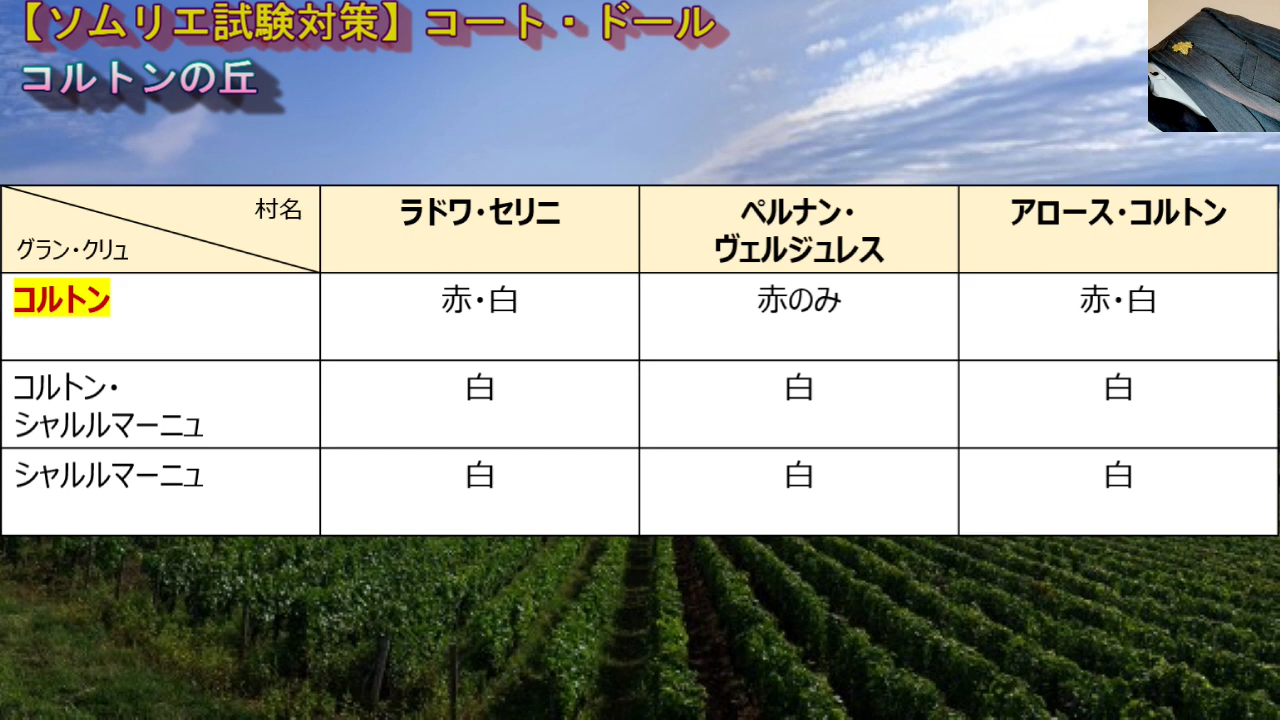 【ソムリエ試験対策】コート・ドール
コルトンの丘
村名
グラン・クリュ
ラドワ・セリニ
ペルナン・
ヴェルジュレス
アロース・コルトン
コルトン
赤・白
赤のみ
赤・白
コルトン・
シャルルマーニュ
白
白
白
シャルルマーニュ
白
白
白